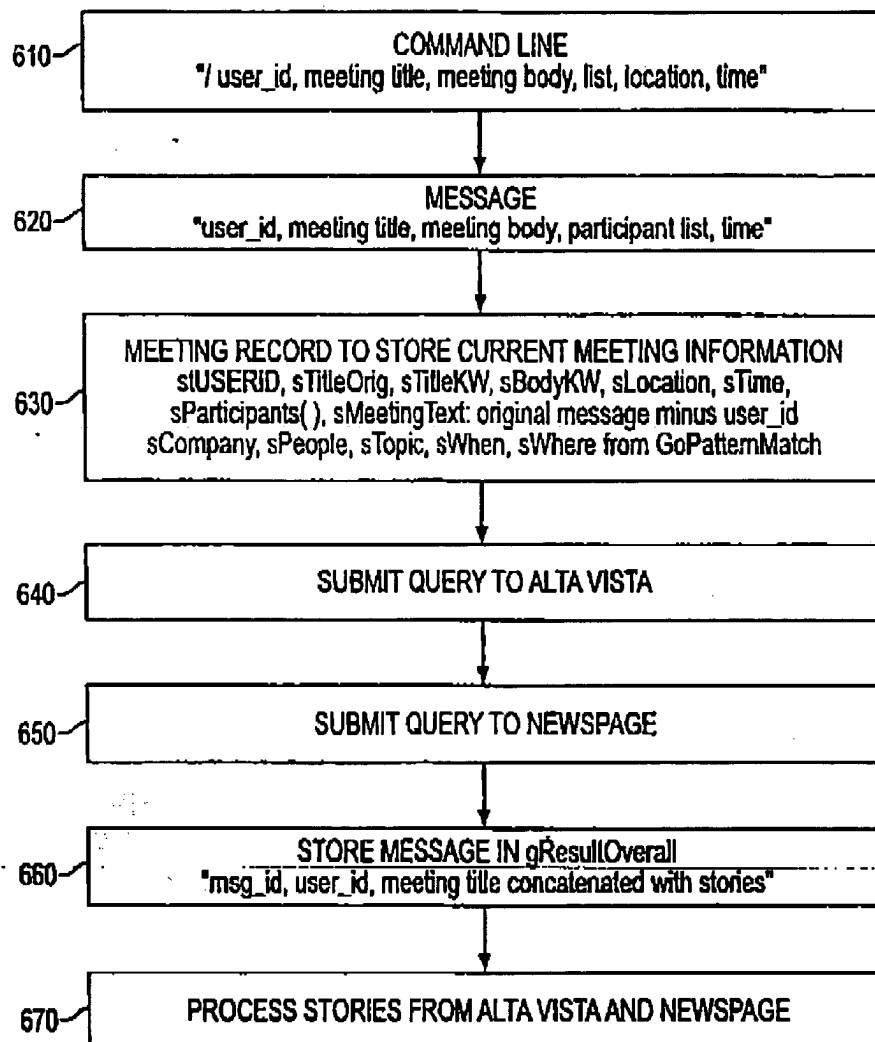 610
COMMAND LINE
"/ user_id, meeting title, meeting body, list, location, time"
620
MESSAGE
"user_id, meeting title, meeting body, participant list, time"
630
MEETING RECORD TO STORE CURRENT MEETING INFORMATION
stUSERID, sTitleOrig, sTitleKW, sBodyKW, sLocation, sTime,
sParticipants( ), sMeetingText: original message minus user_id
sCompany, sPeople, sTopic, sWhen, sWhere from GoPatternMatch
640
SUBMIT QUERY TO ALTA VISTA
650
SUBMIT QUERY TO NEWSPAGE
660
STORE MESSAGE IN gResultOverall
"msg_id, user_id, meeting title concatenated with stories"
670
PROCESS STORIES FROM ALTA VISTA AND NEWSPAGE